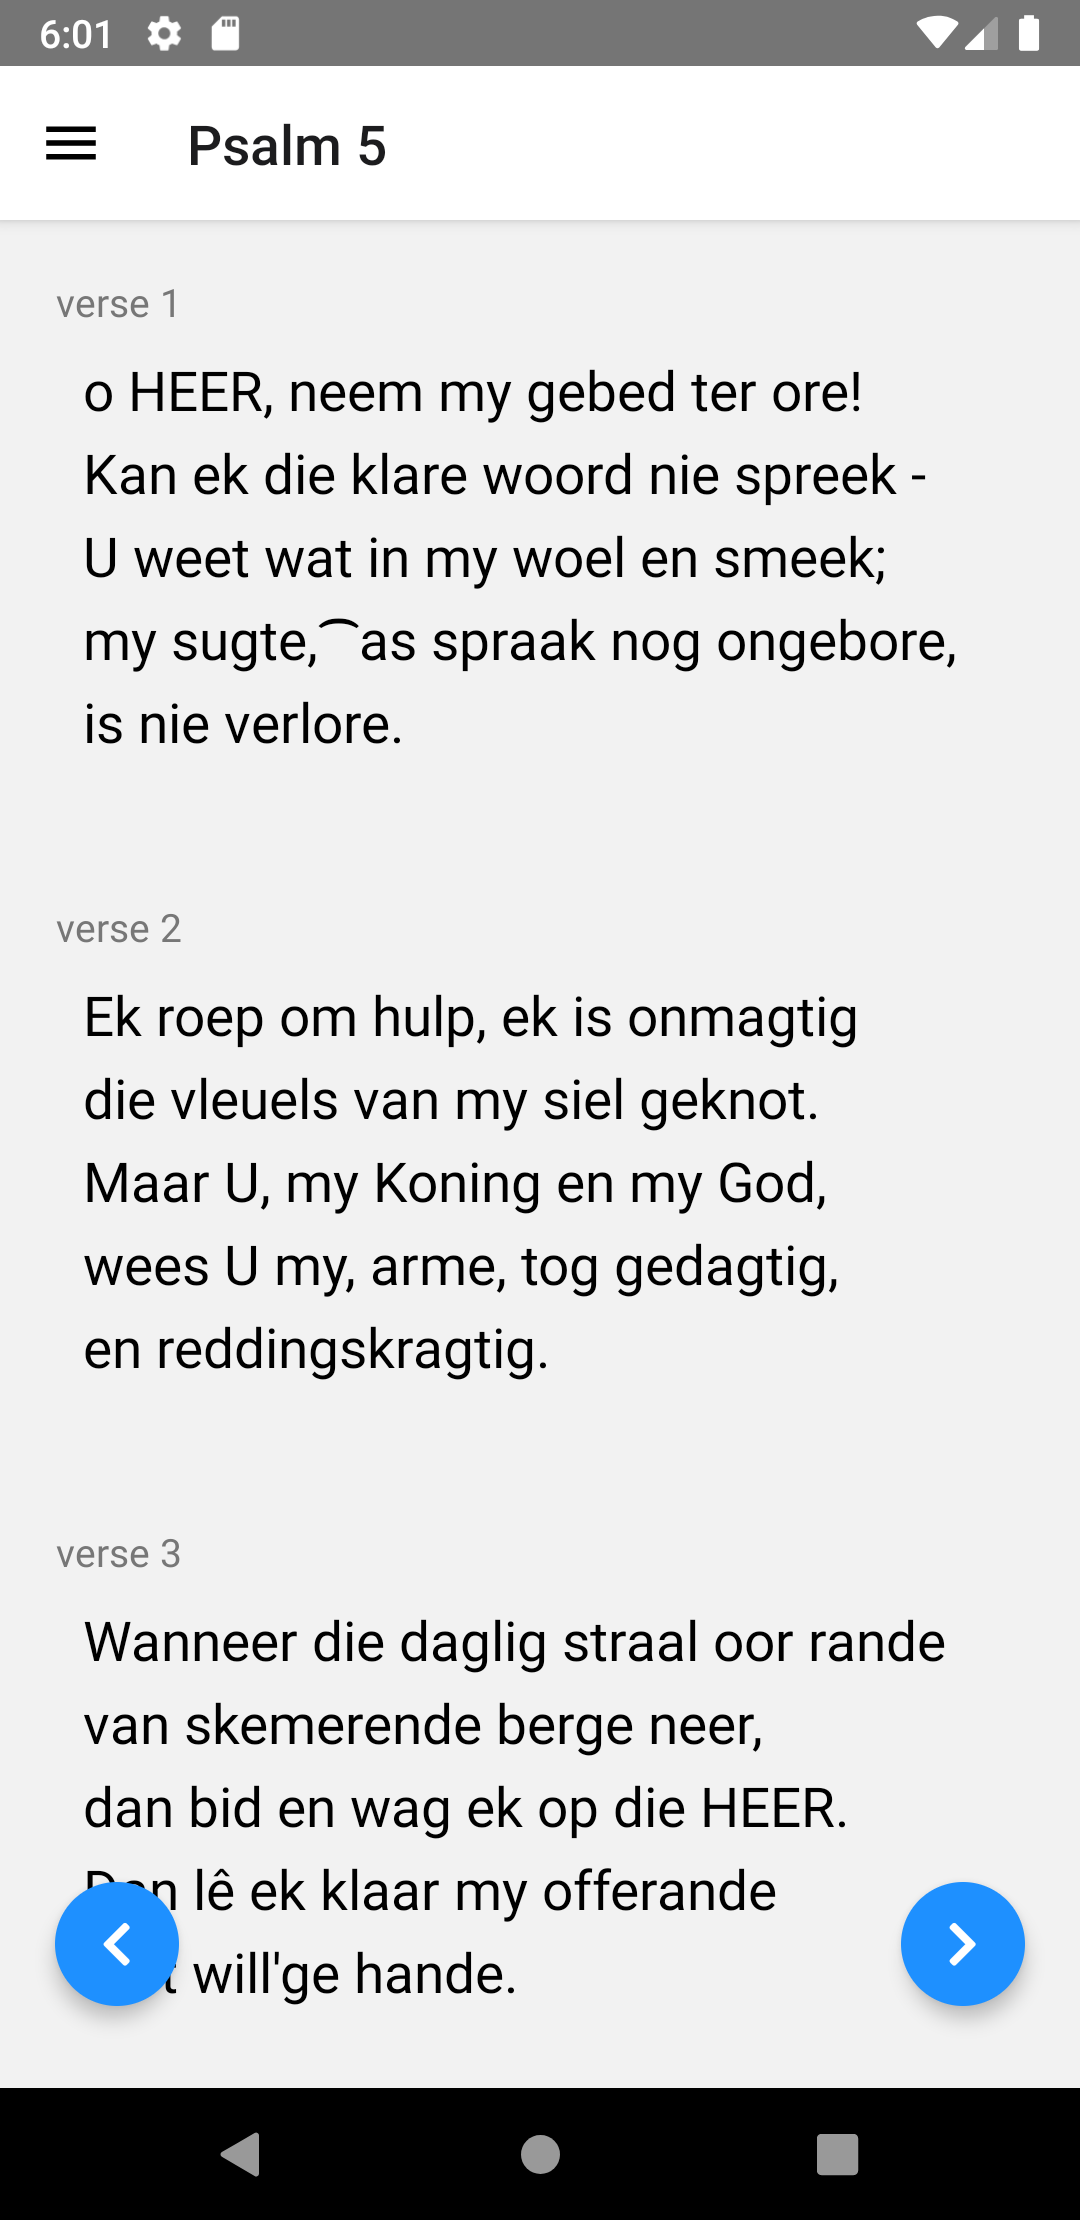 6:01
Psalm 5
verse 1
o HEER, neem my gebed ter ore!
Kan ek die klare woord nie spreek -
U weet wat in my woel en smeek;
my sugte,⁀as spraak nog ongebore,
is nie verlore.
verse 2
Ek roep om hulp, ek is onmagtig
die vleuels van my siel geknot.
Maar U, my Koning en my God,
wees U my, arme, tog gedagtig,
en reddingskragtig.
verse 3
Wanneer die daglig straal oor rande
van skemerende berge neer,
dan bid en wag ek op die HEER.
Dan lê ek klaar my offerande
will'ge hande.